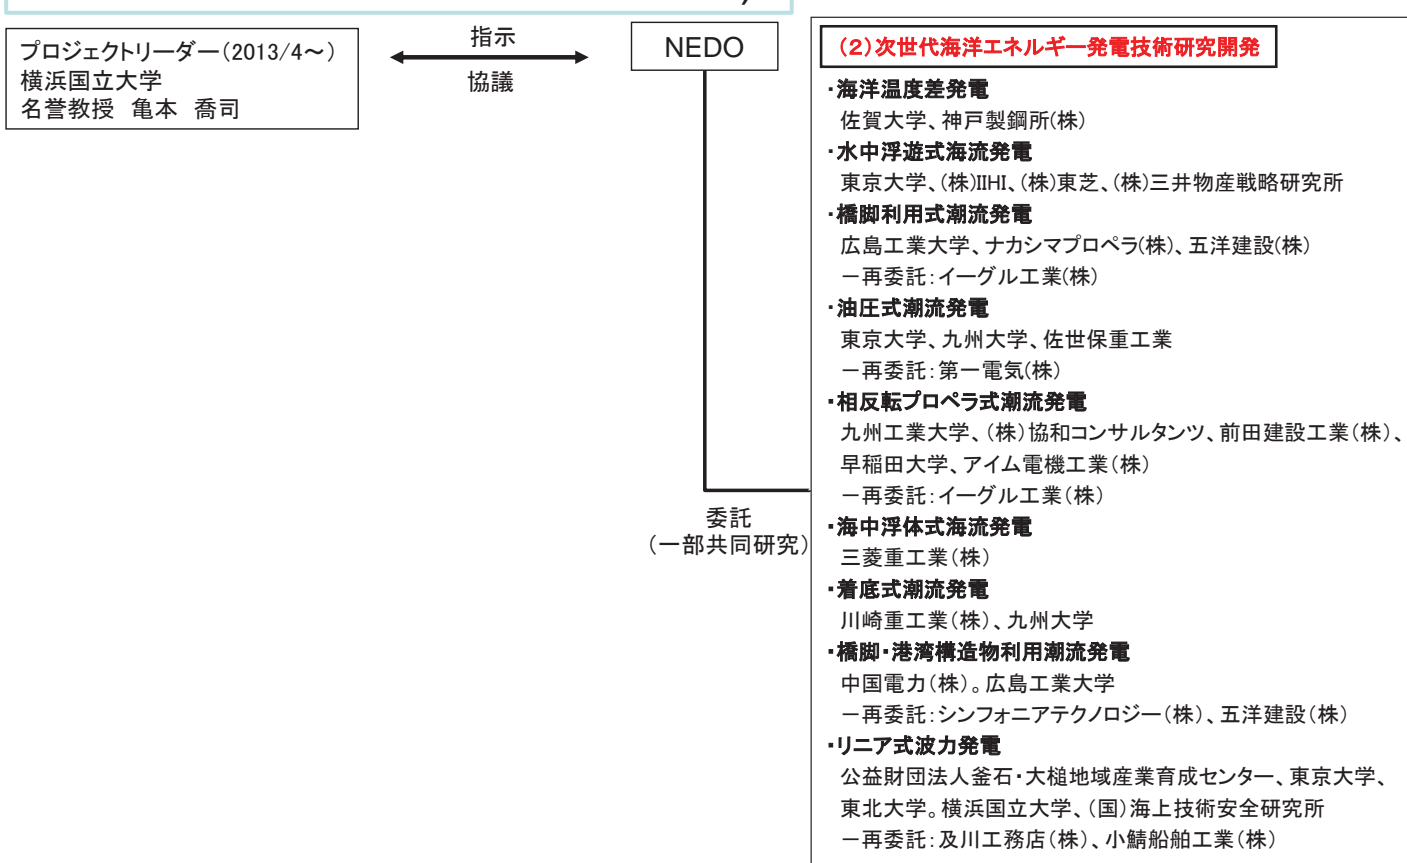 プロジェクトリーダー(2013/4~)
横浜国立大学
名誉教授 亀本 喬司
指示
協議
NEDO
委託
(一部共同研究)
(2)次世代海洋エネルギー発電技術研究開発
・海洋温度差発電
佐賀大学、神戸製鋼所(株)
・水中浮遊式海流発電
東京大学、(株)IIHI、(株)東芝、(株)三井物産戦略研究所
・橋脚利用式潮流発電
広島工業大学、ナカシマプロペラ(株)、五洋建設(株)
-再委託:イーグル工業(株)
・油圧式潮流発電
東京大学、九州大学、佐世保重工業
-再委託:第一電気(株)
・相反転プロペラ式潮流発電
九州工業大学、(株)協和コンサルタンツ、前田建設工業(株)、
早稲田大学、アイム電機工業(株)
-再委託:イーグル工業(株)
・海中浮体式海流発電
三菱重工業(株)
・着底式潮流発電
川崎重工業(株)、九州大学
・橋脚・港湾構造物利用潮流発電
中国電力(株)。広島工業大学
-再委託:シンフォニアテクノロジー(株)、五洋建設(株)
・リニア式波力発電
公益財団法人釜石・大槌地域産業育成センター、東京大学、
東北大学。横浜国立大学、(国)海上技術安全研究所
-再委託:及川工務店(株)、小鯖船舶工業(株)